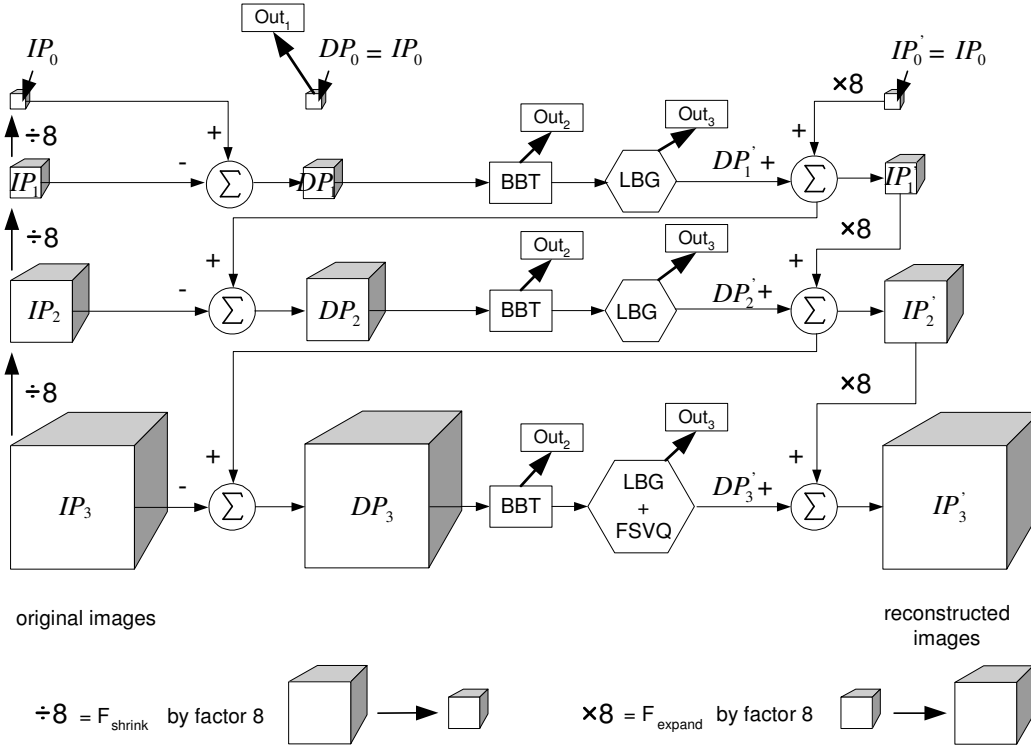 Out₁
IP₀
DP₀ = IP₀
IP₀' = IP₀
×8
÷8
+
Out₂
Out₃
+
-
IP₁
Σ
DP₁
BBT
LBG
DP₁'+
Σ
IP₁'
÷8
+
Out₂
Out₃
×8
+
-
IP₂
Σ
DP₂
BBT
LBG
DP₂'+
Σ
IP₂'
÷8
×8
+
Out₂
Out₃
+
-
IP₃
Σ
DP₃
BBT
LBG
+
FSVQ
DP₃'+
Σ
IP₃'
original images
reconstructed
images
÷8 = F shrink by factor 8
×8 = F expand by factor 8